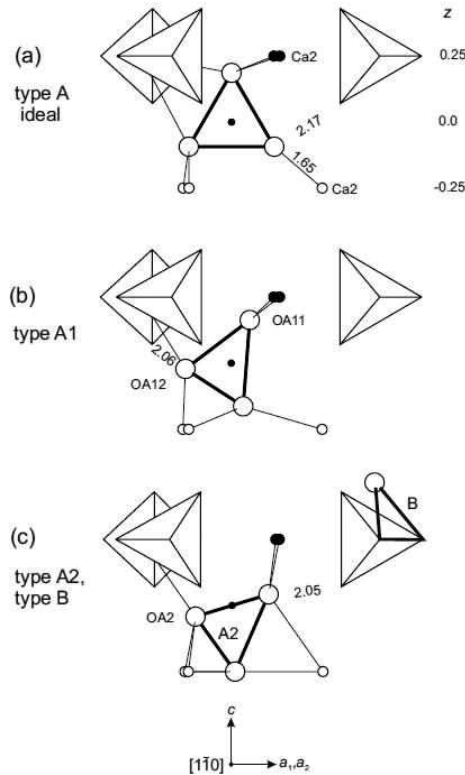 z
(a)
Ca2
0.25
type A
ideal
2.17
0.0
1.65
Ca2
-0.25
(b)
OA11
type A1
2.06
OA12
B
(c)
type A2,
type B
2.05
OA2
A2
c
[11̄0]
a₁,a₂